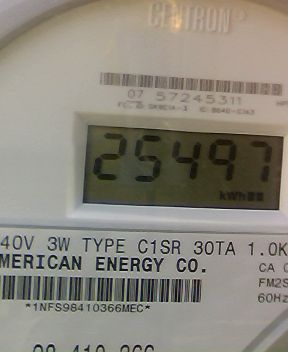 CENTRON
07 57245311
25497
kWh
40V 3W TYPE C1SR 30TA 1.0K
MERICAN ENERGY CO.
CA 0
FM2S
60Hz
*1NFS98410366MEC*